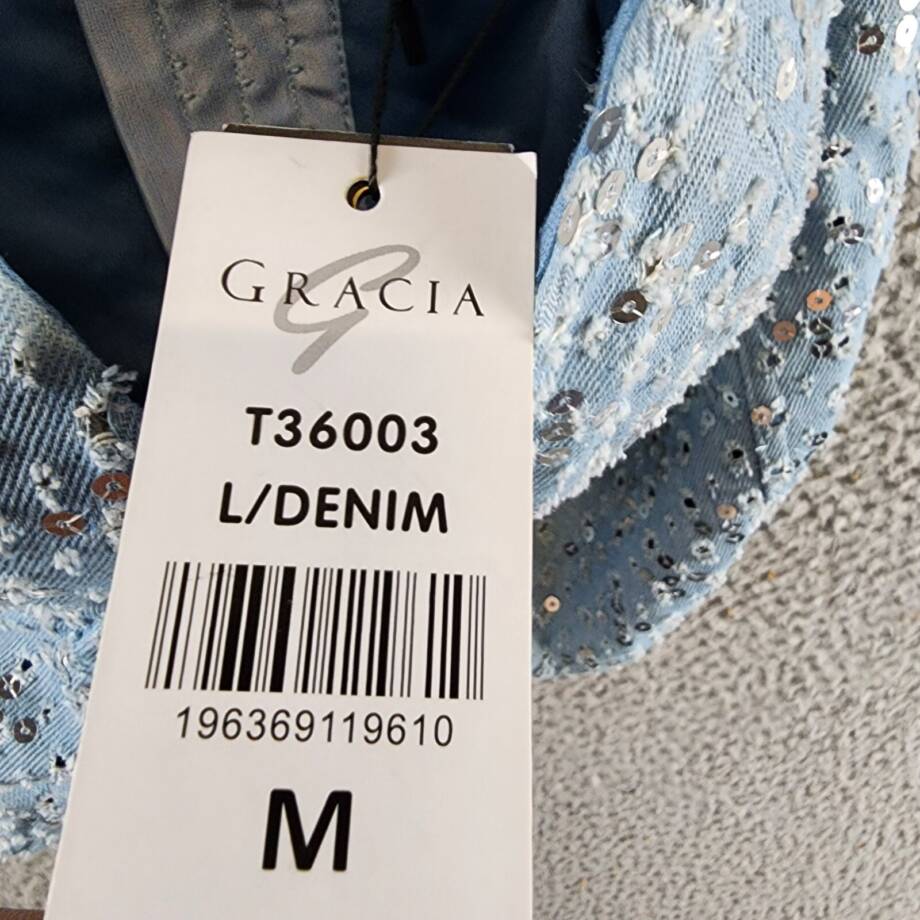 GRACIA
T36003
L/DENIM
196369119610
M